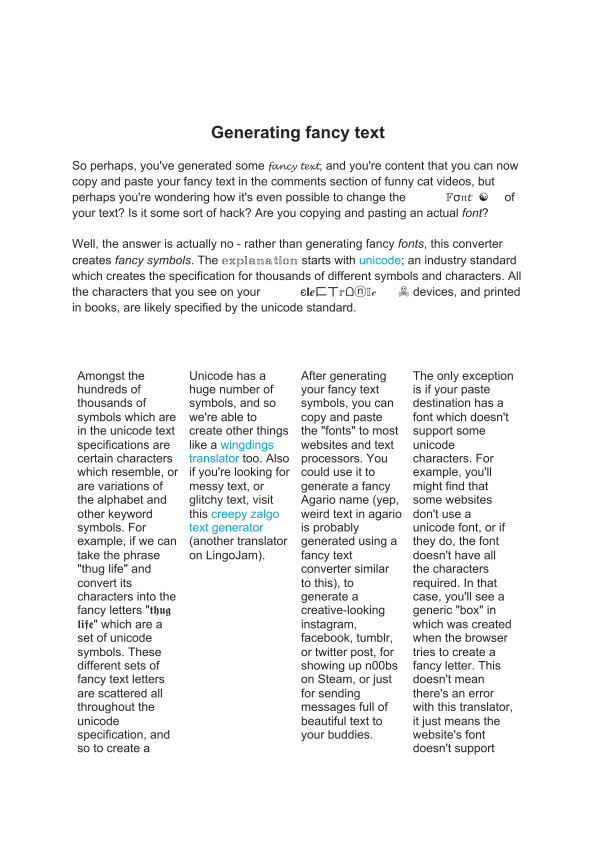 Generating fancy text
So perhaps, you've generated some 𝓯𝓪𝓷𝓬𝔂 𝓽𝓮𝔁𝓽, and you're content that you can now
copy and paste your fancy text in the comments section of funny cat videos, but
perhaps you're wondering how it's even possible to change the 𝔽σηt ☯ of
your text? Is it some sort of hack? Are you copying and pasting an actual font?
Well, the answer is actually no - rather than generating fancy fonts, this converter
creates fancy symbols. The 𝕖𝕩𝕡𝕝𝕒𝕟𝕒𝕥𝕚𝕠𝕟 starts with unicode; an industry standard
which creates the specification for thousands of different symbols and characters. All
the characters that you see on your ϵ𝐥𝒆匚丅𝕣ᗝⓝ𝕀𝒸 ☠ devices, and printed
in books, are likely specified by the unicode standard.
Amongst the
hundreds of
thousands of
symbols which are
in the unicode text
specifications are
certain characters
which resemble, or
are variations of
the alphabet and
other keyword
symbols. For
example, if we can
take the phrase
"thug life" and
convert its
characters into the
fancy letters "𝖙𝖍𝖚𝖌
𝖑𝖎𝖋𝖊" which are a
set of unicode
symbols. These
different sets of
fancy text letters
are scattered all
throughout the
unicode
specification, and
so to create a
Unicode has a
huge number of
symbols, and so
we're able to
create other things
like a wingdings
translator too. Also
if you're looking for
messy text, or
glitchy text, visit
this creepy zalgo
text generator
(another translator
on LingoJam).
After generating
your fancy text
symbols, you can
copy and paste
the "fonts" to most
websites and text
processors. You
could use it to
generate a fancy
Agario name (yep,
weird text in agario
is probably
generated using a
fancy text
converter similar
to this), to
generate a
creative-looking
instagram,
facebook, tumblr,
or twitter post, for
showing up n00bs
on Steam, or just
for sending
messages full of
beautiful text to
your buddies.
The only exception
is if your paste
destination has a
font which doesn't
support some
unicode
characters. For
example, you'll
might find that
some websites
don't use a
unicode font, or if
they do, the font
doesn't have all
the characters
required. In that
case, you'll see a
generic "box" in
which was created
when the browser
tries to create a
fancy letter. This
doesn't mean
there's an error
with this translator,
it just means the
website's font
doesn't support